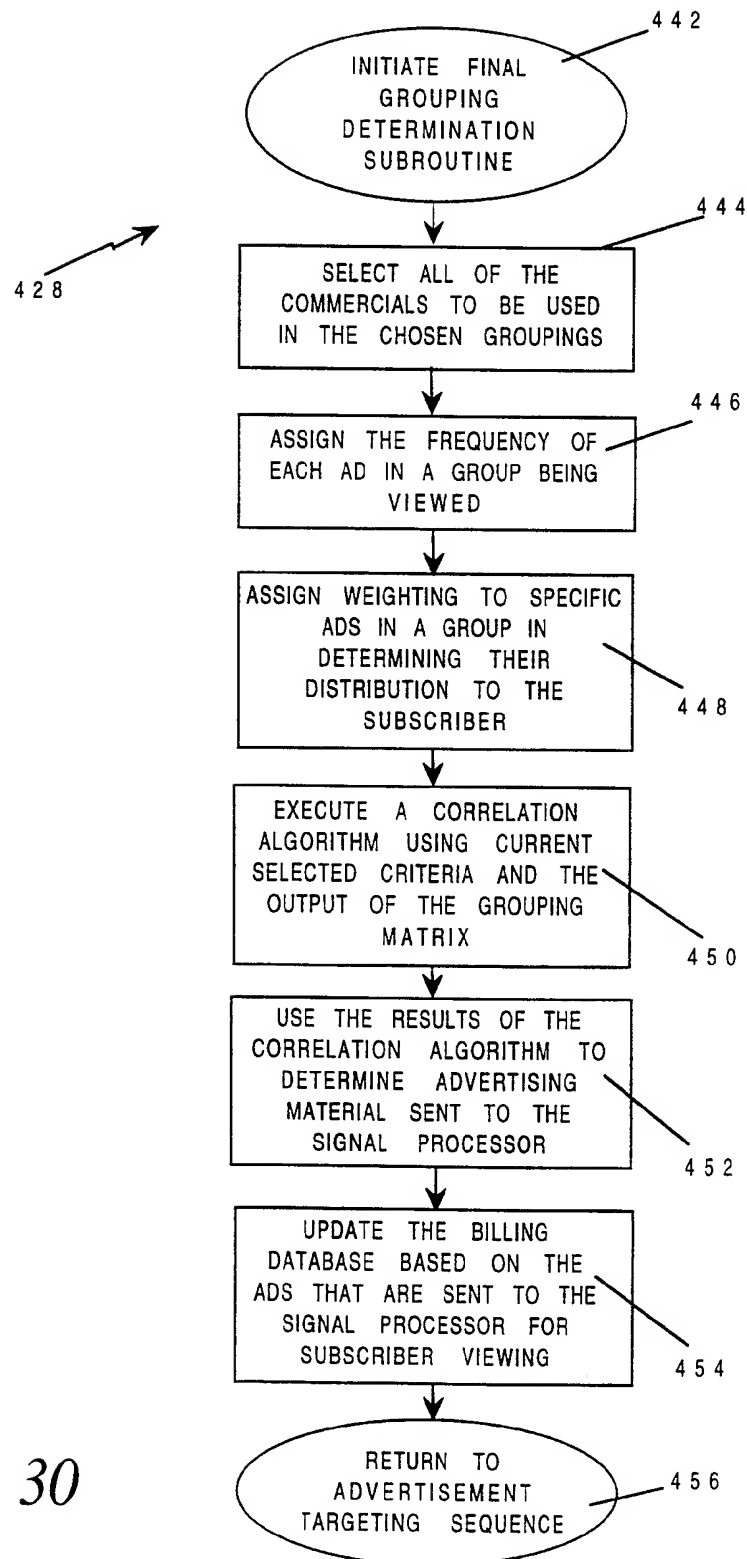 442
INITIATE FINAL
GROUPING
DETERMINATION
SUBROUTINE
428
444
SELECT ALL OF THE
COMMERCIALS TO BE USED
IN THE CHOSEN GROUPINGS
446
ASSIGN THE FREQUENCY OF
EACH AD IN A GROUP BEING
VIEWED
ASSIGN WEIGHTING TO SPECIFIC
ADS IN A GROUP IN
DETERMINING THEIR
DISTRIBUTION TO THE
SUBSCRIBER
448
EXECUTE A CORRELATION
ALGORITHM USING CURRENT
SELECTED CRITERIA AND THE
OUTPUT OF THE GROUPING
MATRIX
450
USE THE RESULTS OF THE
CORRELATION ALGORITHM TO
DETERMINE ADVERTISING
MATERIAL SENT TO THE
SIGNAL PROCESSOR
452
UPDATE THE BILLING
DATABASE BASED ON THE
ADS THAT ARE SENT TO THE
SIGNAL PROCESSOR FOR
SUBSCRIBER VIEWING
454
RETURN TO
ADVERTISEMENT
TARGETING SEQUENCE
456
30